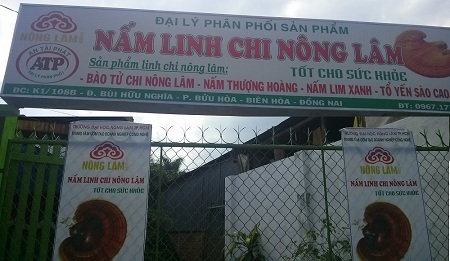 ĐẠI LÝ PHÂN PHỐI SẢN PHẨM
NẤM LINH CHI NÔNG LÂM
TỐT CHO SỨC KHỎE
NÔNG LÂM
AN TÂI PHÁT
ATP
Sản phẩm linh chi nông lâm:
- BÀO TỬ CHI NÔNG LÂM - NẤM THƯỢNG HOÀNG - NẤM LIM XANH - TỔ YẾN SÀO CAO
ĐC: K1/108B - Đ. BÙI HỮU NGHĨA - P. BỬU HÒA - BIÊN HÒA - ĐỒNG NAI
ĐT: 0967.17
NÔNG LÂM
NẤM LINH CHI NÔNG LÂM
TỐT CHO SỨC KHỎE
NÔNG LÂM
NẤM LINH CHI NÔNG LÂM
TỐT CHO SỨC KHỎE